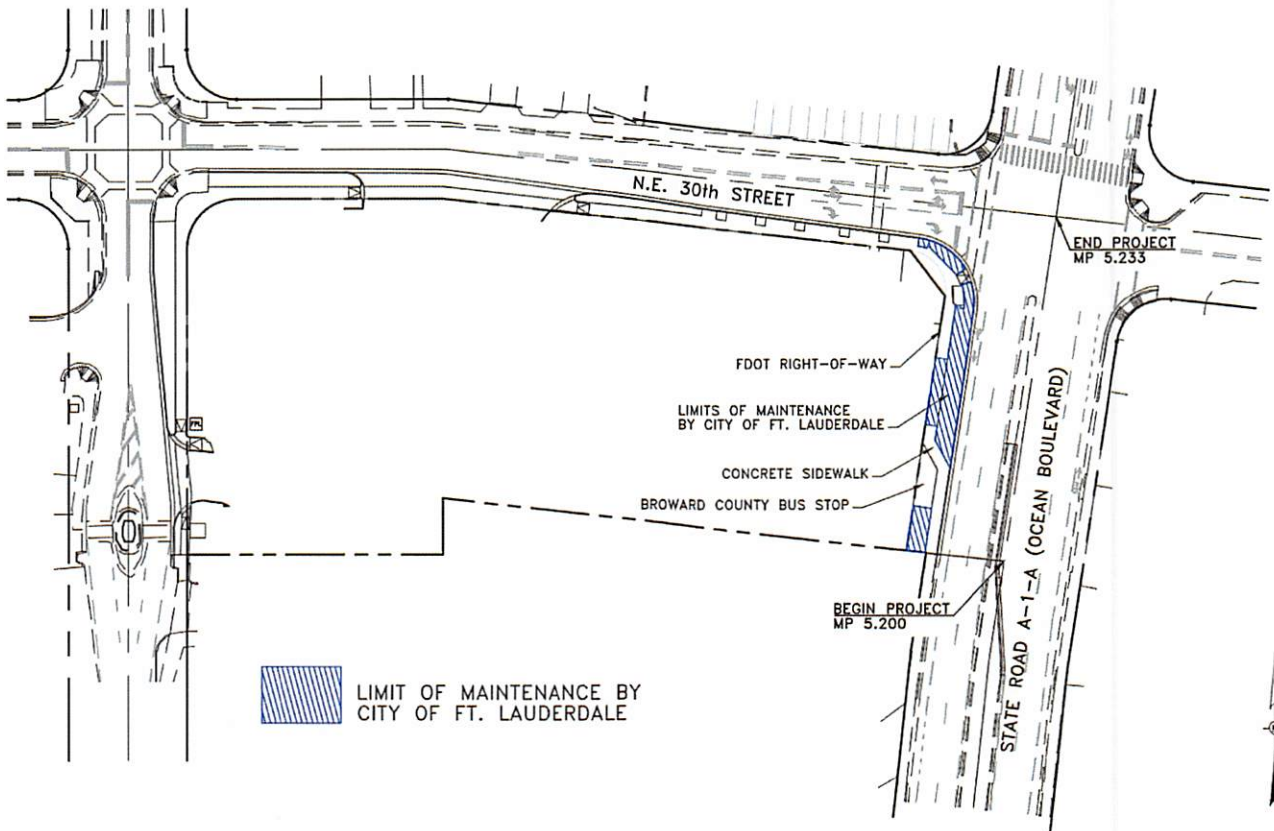 N.E. 30th STREET
END PROJECT
MP 5.233
FDOT RIGHT-OF-WAY
LIMITS OF MAINTENANCE
BY CITY OF FT. LAUDERDALE
CONCRETE SIDEWALK
BROWARD COUNTY BUS STOP
STATE ROAD A-1-A (OCEAN BOULEVARD)
BEGIN PROJECT
MP 5.200
LIMIT OF MAINTENANCE BY
CITY OF FT. LAUDERDALE